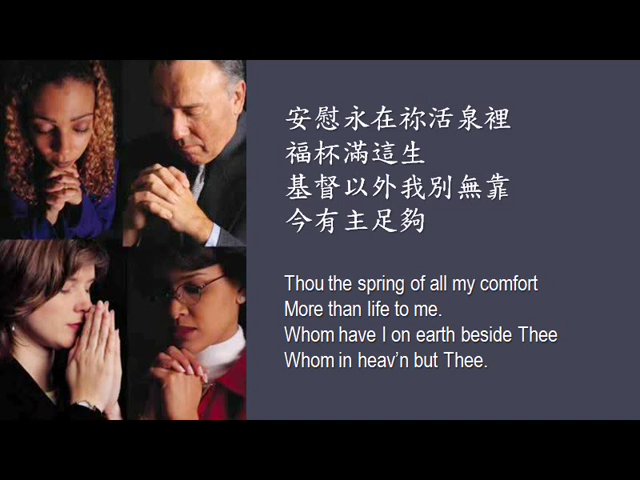 安慰永在祢活泉裡
福杯滿這生
基督以外我別無靠
今有主足夠
Thou the spring of all my comfort
More than life to me.
Whom have I on earth beside Thee
Whom in heav’n but Thee.